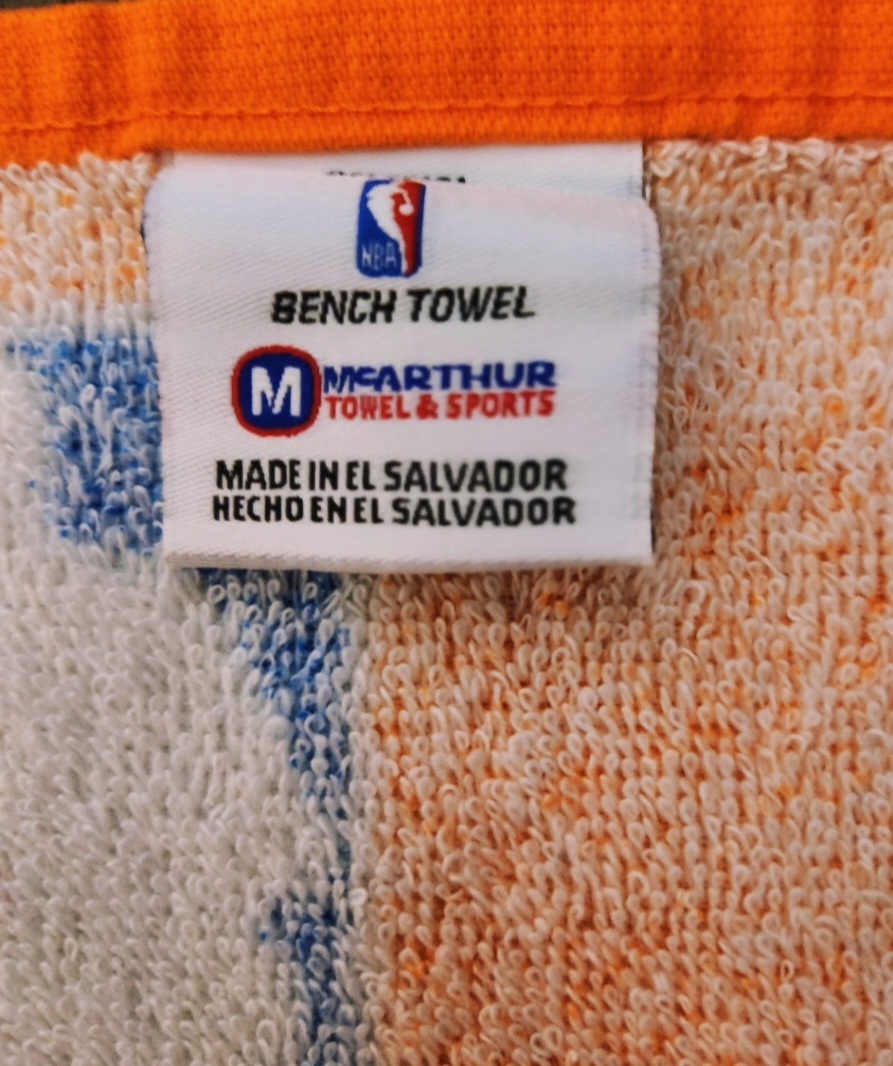 NBA
BENCH TOWEL
M McARTHUR
TOWEL & SPORTS
MADE IN EL SALVADOR
HECHO EN EL SALVADOR